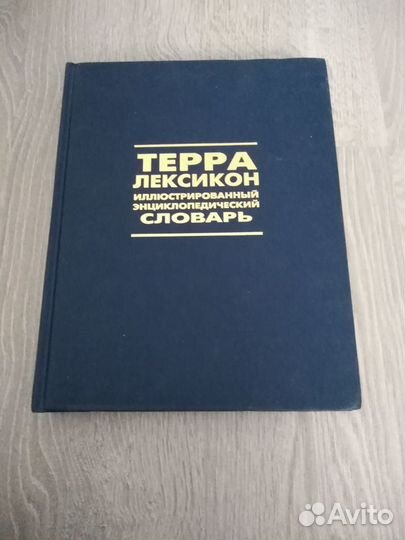 ТЕРРА
ЛЕКСИКОН
ИЛЛЮСТРИРОВАННЫЙ
ЭНЦИКЛОПЕДИЧЕСКИЙ
СЛОВАРЬ
Avito